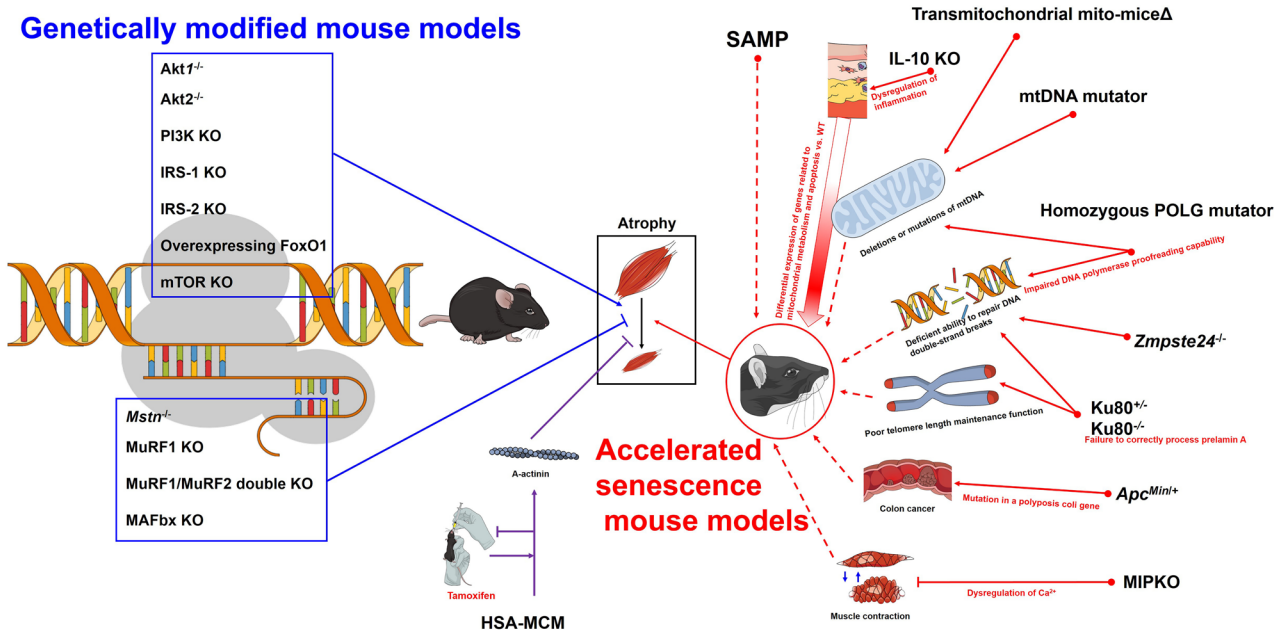 Genetically modified mouse models
Akt1-/-
Akt2-/-
PI3K KO
IRS-1 KO
IRS-2 KO
Overexpressing FoxO1
mTOR KO
Mstn-/-
MuRF1 KO
MuRF1/MuRF2 double KO
MAFbx KO
Atrophy
Α-actinin
Tamoxifen
HSA-MCM
Accelerated
senescence
mouse models
SAMP
IL-10 KO
Dysregulation of
inflammation
Differential expression of genes related to
mitochondrial metabolism and apoptosis vs. WT
Transmitochondrial mito-miceΔ
mtDNA mutator
Deletions or mutations of mtDNA
Homozygous POLG mutator
Impaired DNA polymerase proofreading capability
Deficient ability to repair DNA
double-strand breaks
Zmpste24-/-
Poor telomere length maintenance function
Ku80+/-
Ku80-/-
Failure to correctly process prelamin A
Colon cancer
Mutation in a polyposis coli gene
ApcMin/+
Muscle contraction
Dysregulation of Ca2+
MIPKO